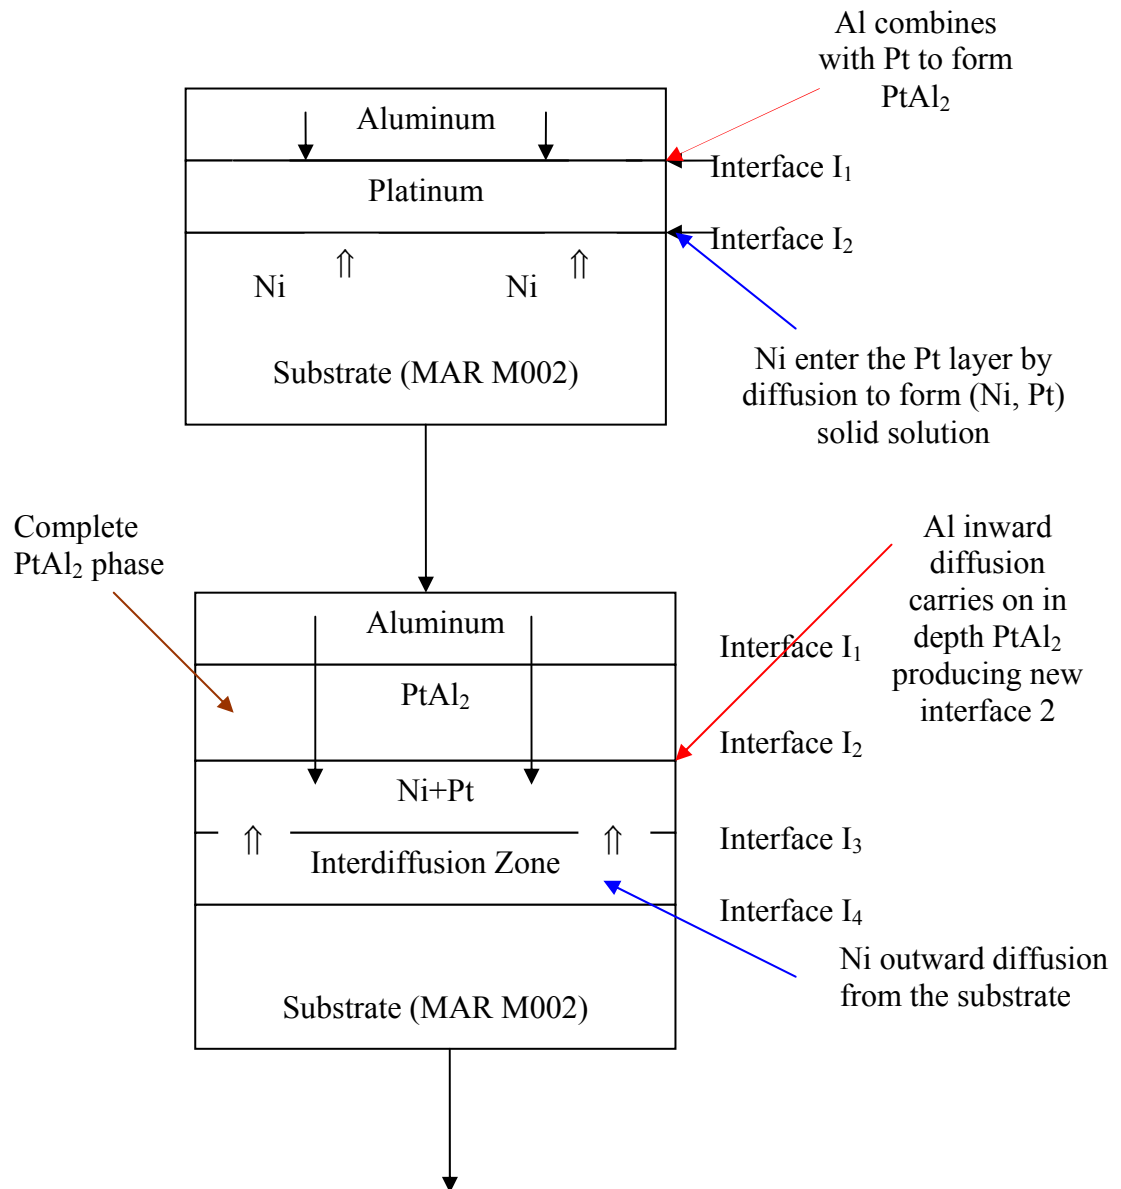 Al combines
with Pt to form
PtAl₂
Aluminum
Interface I₁
Platinum
Interface I₂
Ni
Ni
Substrate (MAR M002)
Ni enter the Pt layer by
diffusion to form (Ni, Pt)
solid solution
Complete
PtAl₂ phase
Al inward
diffusion
carries on in
depth PtAl₂
producing new
interface 2
Aluminum
Interface I₁
PtAl₂
Interface I₂
Ni+Pt
Interface I₃
Interdiffusion Zone
Interface I₄
Ni outward diffusion
from the substrate
Substrate (MAR M002)